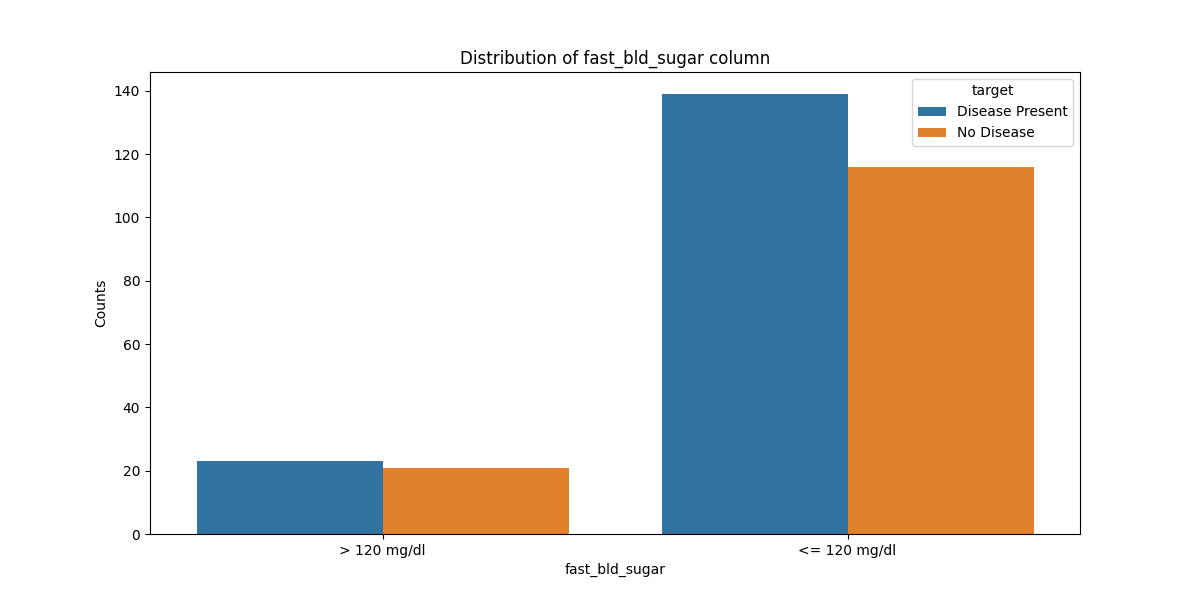 Distribution of fast_bld_sugar column
target
Disease Present
No Disease
140
120
100
80
60
40
20
0
Counts
> 120 mg/dl
<= 120 mg/dl
fast_bld_sugar